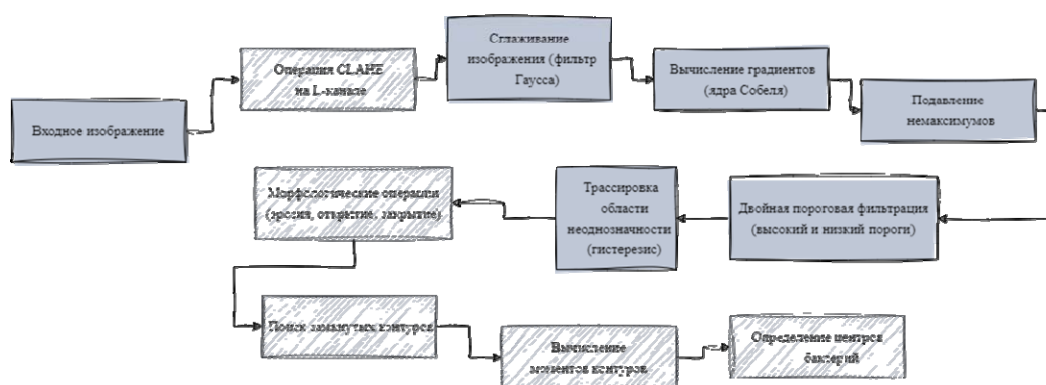 Входное изображение
Операция CLAHE
на L-канале
Сглаживание
изображения (фильтр
Гаусса)
Вычисление градиентов
(ядра Собеля)
Подавление
немаксимумов
Двойная пороговая фильтрация
(высокий и низкий пороги)
Трассировка
области
неоднозначности
(гистерезис)
Морфологические операции
(эрозия, открытие, закрытие)
Поиск замкнутых контуров
Вычисление
моментов контуров
Определение центров
бактерий